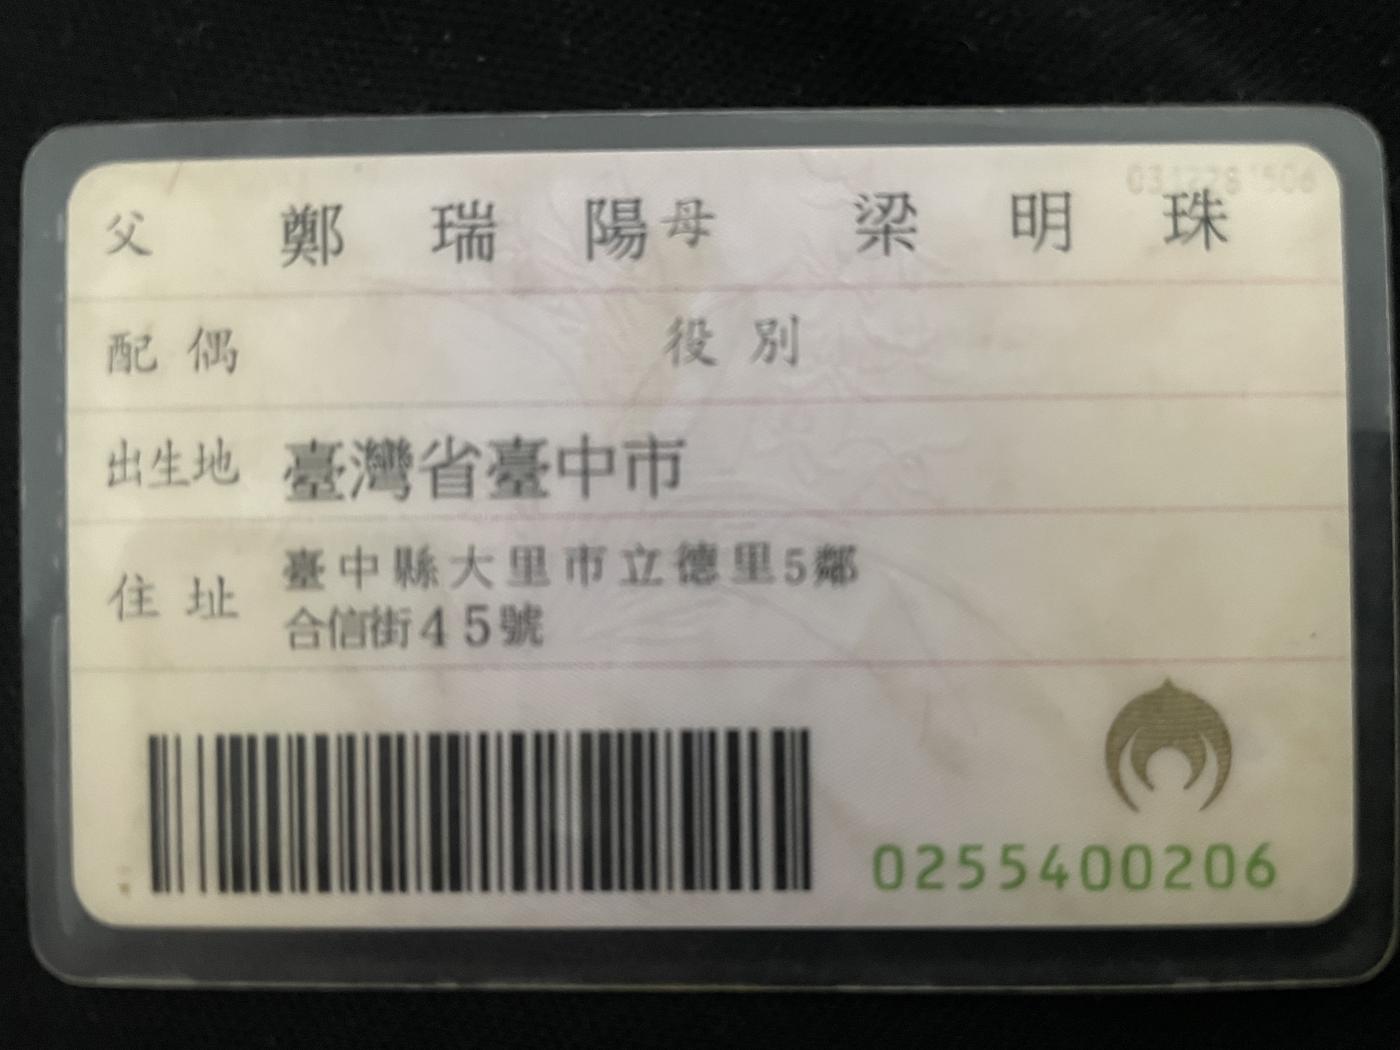 父 鄭瑞陽 母 梁明珠
配偶 役別
出生地 臺灣省臺中市
住址 臺中縣大里市立德里5鄰
合信街45號
0255400206